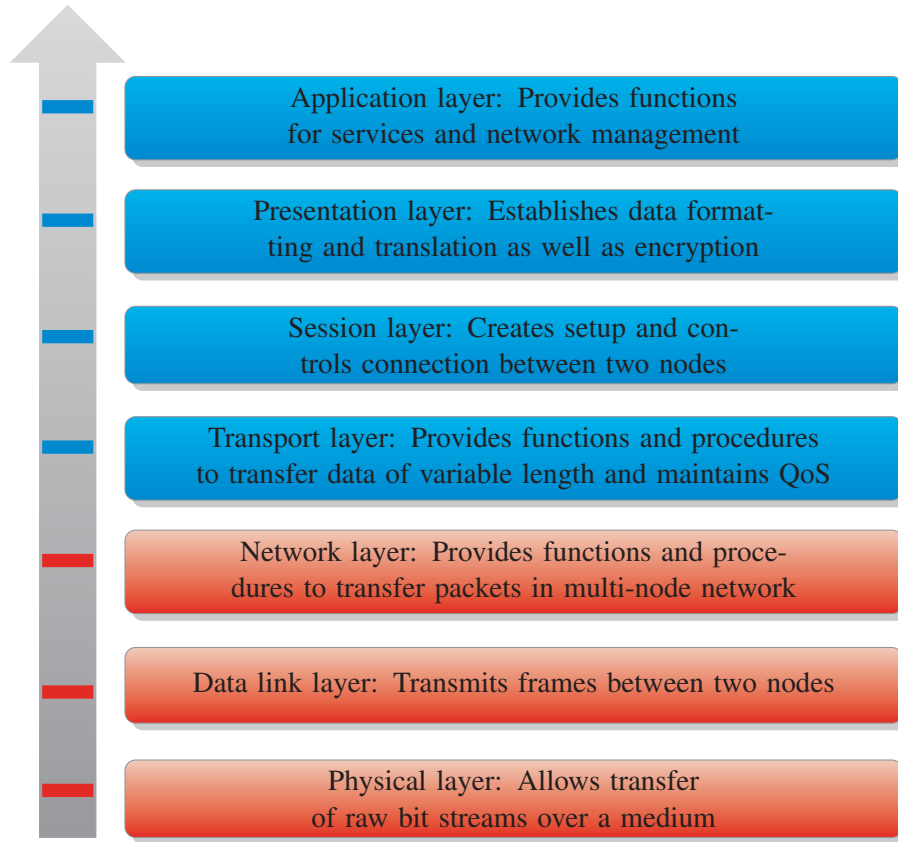 Application layer: Provides functions
for services and network management
Presentation layer: Establishes data format-
ting and translation as well as encryption
Session layer: Creates setup and con-
trols connection between two nodes
Transport layer: Provides functions and procedures
to transfer data of variable length and maintains QoS
Network layer: Provides functions and proce-
dures to transfer packets in multi-node network
Data link layer: Transmits frames between two nodes
Physical layer: Allows transfer
of raw bit streams over a medium